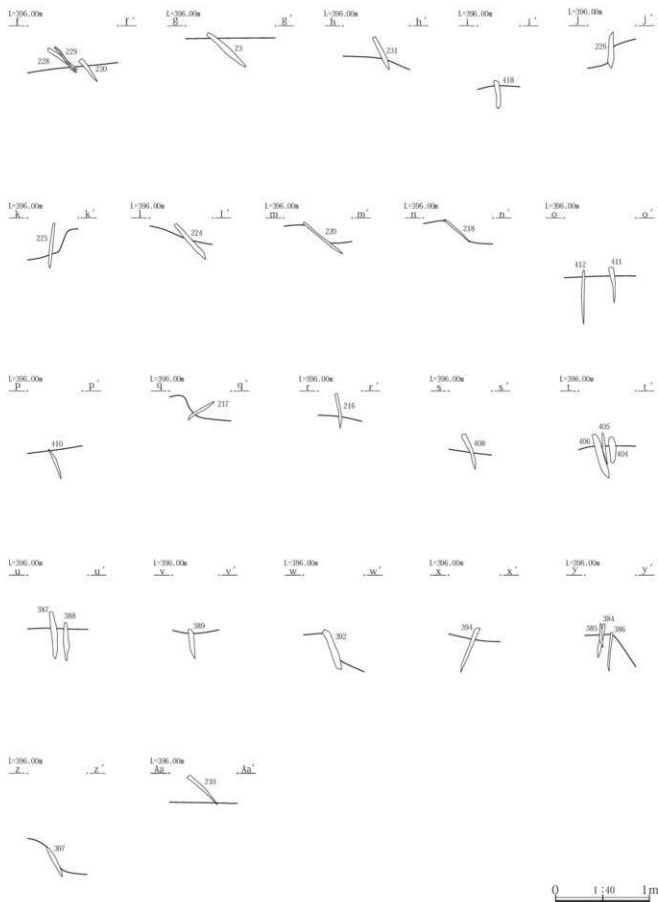 L=396.00m L=396.00m L=396.00m L=396.00m L=396.00m
f f′ g g′ h h′ i i′ j j′
228 229 230 23 231 418 226
L=396.00m L=396.00m L=396.00m L=396.00m L=396.00m
k k′ l l′ m m′ n n′ o o′
225 224 220 218 412 411
L=396.00m L=396.00m L=396.00m L=396.00m L=396.00m
p p′ q q′ r r′ s s′ t t′
410 217 216 408 406 405 404
L=396.00m L=396.00m L=396.00m L=396.00m L=396.00m
u u′ v v′ w w′ x x′ y y′
387 388 389 392 394 385 384 386
L=396.00m L=396.00m
z z′ Aa Aa′
397 210
0 1:40 1m